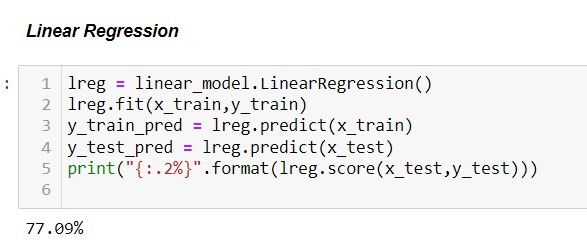 Linear Regression
:
1 lreg = linear_model.LinearRegression()
2 lreg.fit(x_train,y_train)
3 y_train_pred = lreg.predict(x_train)
4 y_test_pred = lreg.predict(x_test)
5 print("{:.2%}".format(lreg.score(x_test,y_test)))
6
77.09%